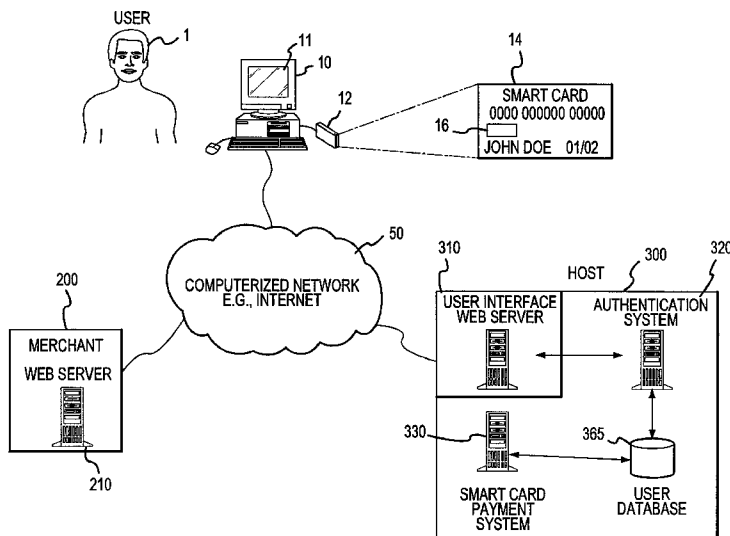 USER
1
11
10
12
14
SMART CARD
0000 000000 00000
16
JOHN DOE 01/02
50
COMPUTERIZED NETWORK
E.G., INTERNET
200
MERCHANT
WEB SERVER
210
310
300
320
HOST
USER INTERFACE
WEB SERVER
AUTHENTICATION
SYSTEM
330
365
SMART CARD
PAYMENT
SYSTEM
USER
DATABASE